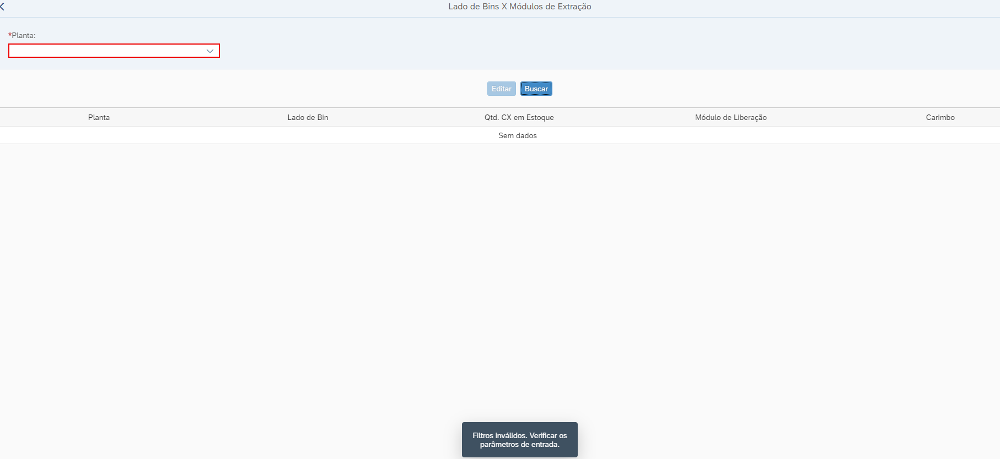 Lado de Bins X Módulos de Extração
*Planta:
Editar Buscar
Planta Lado de Bin Qtd. CX em Estoque Módulo de Liberação Carimbo
Sem dados
Filtros inválidos. Verificar os
parâmetros de entrada.